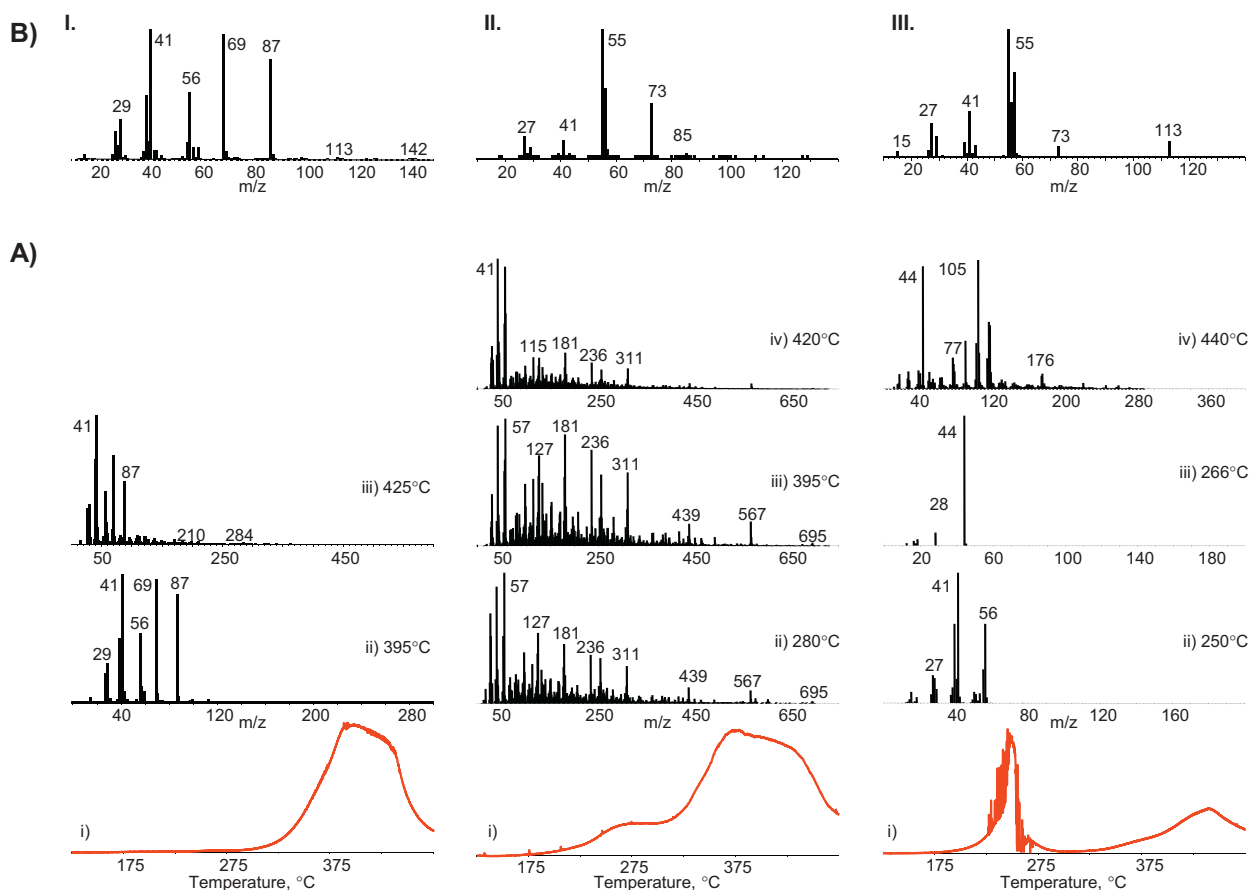 B)
I.
41
69
87
56
29
113
142
20 40 60 80 100 120 140
m/z
II.
55
73
27
41
85
20 40 60 80 100 120
m/z
III.
55
41
27
15
73
113
20 40 60 80 100 120
m/z
A)
41
115
181
236
311
iv) 420°C
50 250 450 650
44
105
77
176
iv) 440°C
40 120 200 280 360
41
87
210
284
iii) 425°C
50 250 450
57
127
181
236
311
439
567
695
iii) 395°C
50 250 450 650
44
28
iii) 266°C
20 60 100 140 180
41
69
87
56
29
ii) 395°C
40 120 200 280
m/z
57
127
181
236
311
439
567
695
ii) 280°C
50 250 450 650
m/z
41
56
27
ii) 250°C
40 80 120 160
m/z
i)
175 275 375
Temperature, °C
i)
175 275 375
Temperature, °C
i)
175 275 375
Temperature, °C